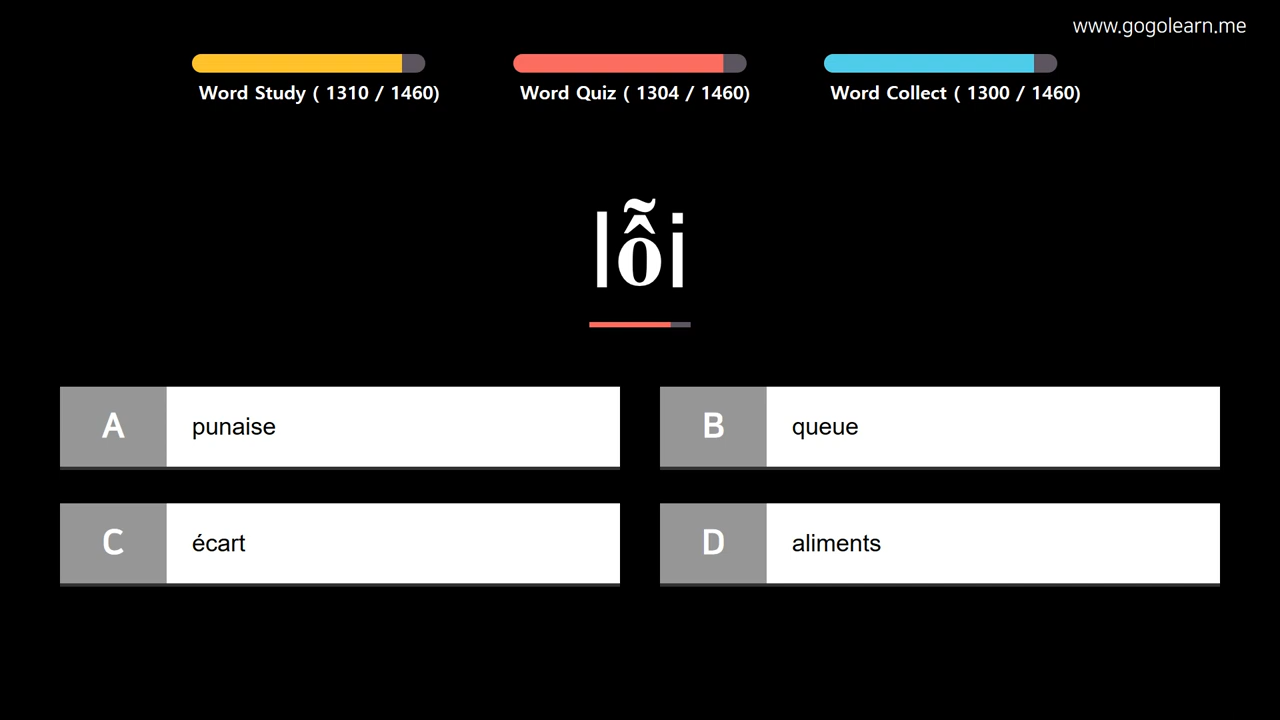 www.gogolearn.me
Word Study ( 1310 / 1460)
Word Quiz ( 1304 / 1460)
Word Collect ( 1300 / 1460)
lỗi
A punaise
B queue
C écart
D aliments